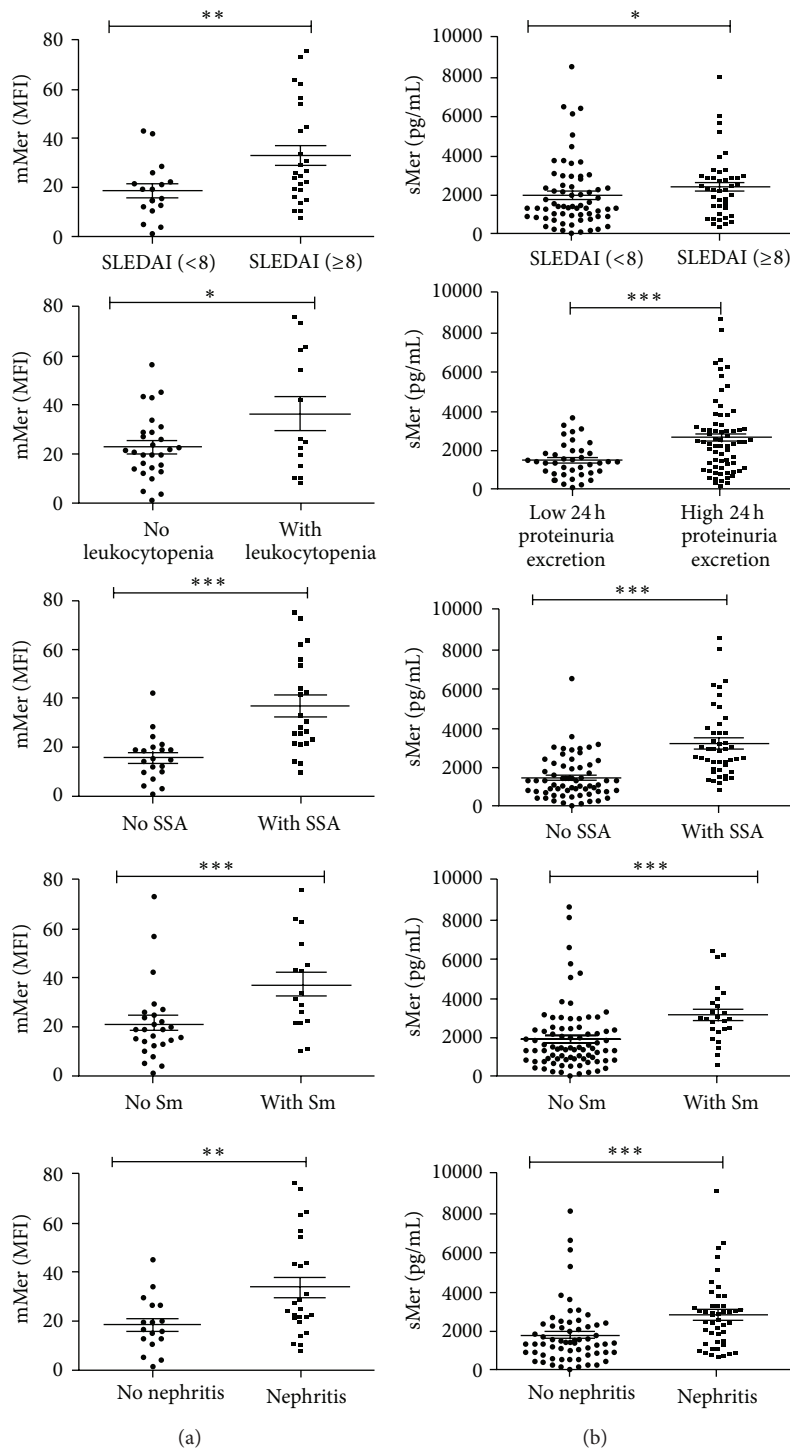 **
80
60
40
20
0
mMer (MFI)
SLEDAI (<8)
SLEDAI (≥8)
*
10000
8000
6000
4000
2000
0
sMer (pg/mL)
SLEDAI (<8)
SLEDAI (≥8)
*
80
60
40
20
0
mMer (MFI)
No
leukocytopenia
With
leukocytopenia
***
10000
8000
6000
4000
2000
0
sMer (pg/mL)
Low 24 h
proteinuria
excretion
High 24 h
proteinuria
excretion
***
80
60
40
20
0
mMer (MFI)
No SSA
With SSA
***
10000
8000
6000
4000
2000
0
sMer (pg/mL)
No SSA
With SSA
***
80
60
40
20
0
mMer (MFI)
No Sm
With Sm
***
10000
8000
6000
4000
2000
0
sMer (pg/mL)
No Sm
With Sm
**
80
60
40
20
0
mMer (MFI)
No nephritis
Nephritis
***
10000
8000
6000
4000
2000
0
sMer (pg/mL)
No nephritis
Nephritis
(a)
(b)